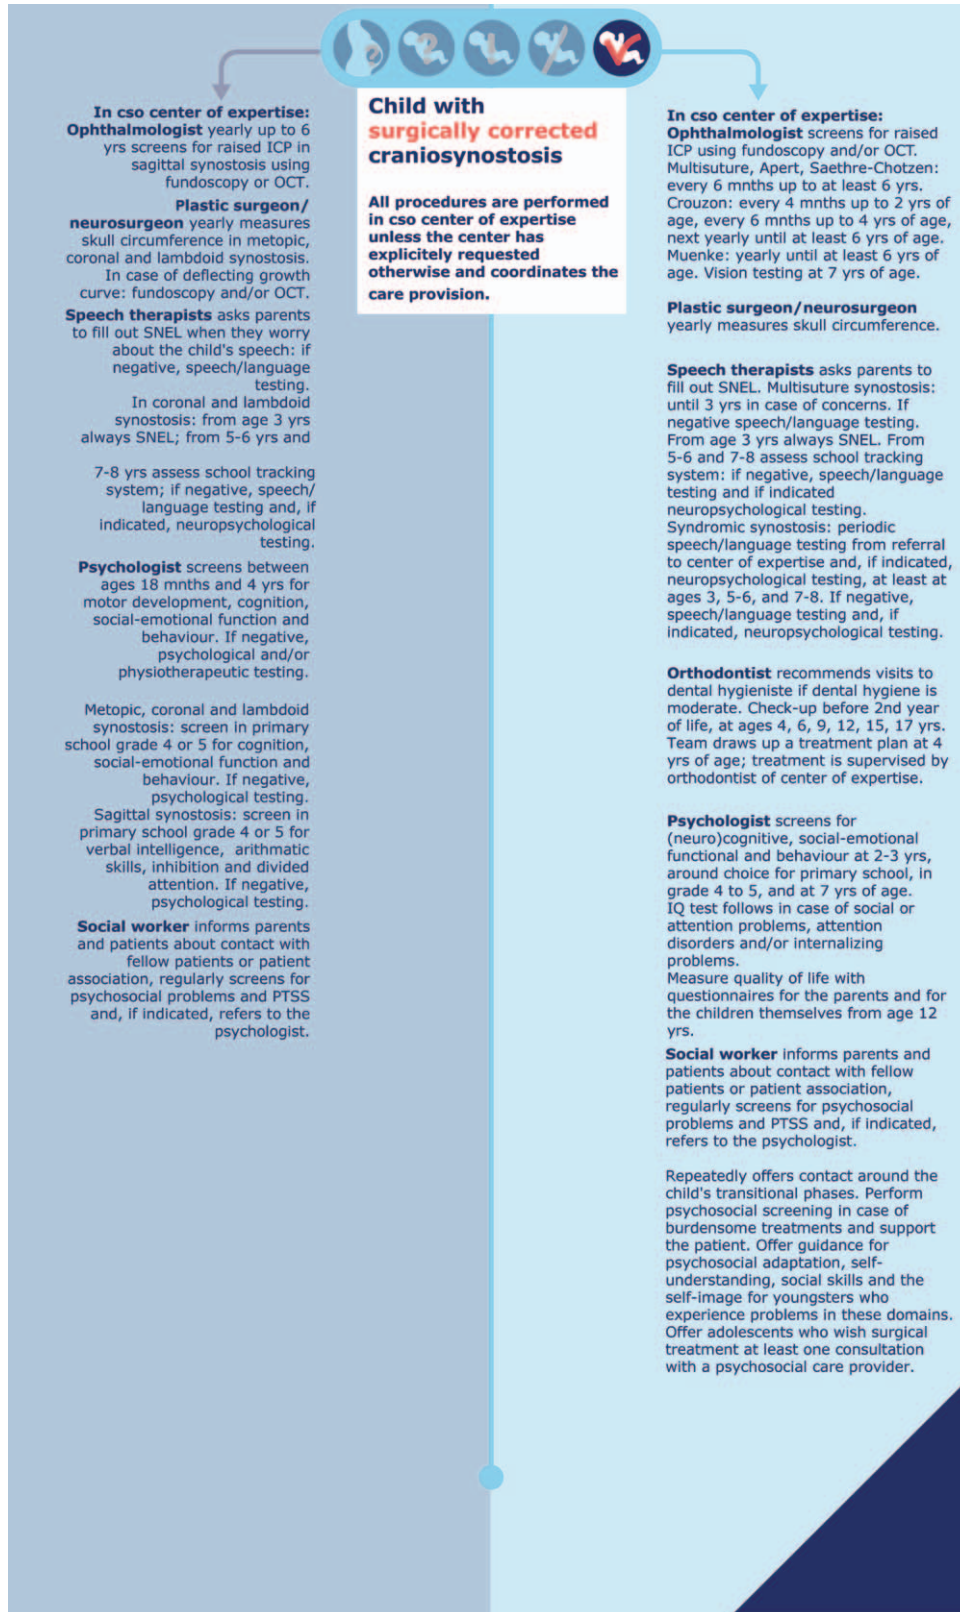 Child with
surgically corrected
craniosynostosis
All procedures are performed
in cso center of expertise
unless the center has
explicitely requested
otherwise and coordinates the
care provision.
In cso center of expertise:
Ophthalmologist yearly up to 6
yrs screens for raised ICP in
sagittal synostosis using
fundoscopy or OCT.
Plastic surgeon/
neurosurgeon yearly measures
skull circumference in metopic,
coronal and lambdoid synostosis.
In case of deflecting growth
curve: fundoscopy and/or OCT.
Speech therapists asks parents
to fill out SNEL when they worry
about the child's speech: if
negative, speech/language
testing.
In coronal and lambdoid
synostosis: from age 3 yrs
always SNEL; from 5-6 yrs and
7-8 yrs assess school tracking
system; if negative, speech/
language testing and, if
indicated, neuropsychological
testing.
Psychologist screens between
ages 18 mnths and 4 yrs for
motor development, cognition,
social-emotional function and
behaviour. If negative,
psychological and/or
physiotherapeutic testing.
Metopic, coronal and lambdoid
synostosis: screen in primary
school grade 4 or 5 for cognition,
social-emotional function and
behaviour. If negative,
psychological testing.
Sagittal synostosis: screen in
primary school grade 4 or 5 for
verbal intelligence, arithmatic
skills, inhibition and divided
attention. If negative,
psychological testing.
Social worker informs parents
and patients about contact with
fellow patients or patient
association, regularly screens for
psychosocial problems and PTSS
and, if indicated, refers to the
psychologist.
In cso center of expertise:
Ophthalmologist screens for raised
ICP using fundoscopy and/or OCT.
Multisuture, Apert, Saethre-Chotzen:
every 6 mnths up to at least 6 yrs.
Crouzon: every 4 mnths up to 2 yrs of
age, every 6 mnths up to 4 yrs of age,
next yearly until at least 6 yrs of age.
Muenke: yearly until at least 6 yrs of
age. Vision testing at 7 yrs of age.
Plastic surgeon/neurosurgeon
yearly measures skull circumference.
Speech therapists asks parents to
fill out SNEL. Multisuture synostosis:
until 3 yrs in case of concerns. If
negative speech/language testing.
From age 3 yrs always SNEL. From
5-6 and 7-8 assess school tracking
system: if negative, speech/language
testing and if indicated
neuropsychological testing.
Syndromic synostosis: periodic
speech/language testing from referral
to center of expertise and, if indicated,
neuropsychological testing, at least at
ages 3, 5-6, and 7-8. If negative,
speech/language testing and, if
indicated, neuropsychological testing.
Orthodontist recommends visits to
dental hygieniste if dental hygiene is
moderate. Check-up before 2nd year
of life, at ages 4, 6, 9, 12, 15, 17 yrs.
Team draws up a treatment plan at 4
yrs of age; treatment is supervised by
orthodontist of center of expertise.
Psychologist screens for
(neuro)cognitive, social-emotional
functional and behaviour at 2-3 yrs,
around choice for primary school, in
grade 4 to 5, and at 7 yrs of age.
IQ test follows in case of social or
attention problems, attention
disorders and/or internalizing
problems.
Measure quality of life with
questionnaires for the parents and for
the children themselves from age 12
yrs.
Social worker informs parents and
patients about contact with fellow
patients or patient association,
regularly screens for psychosocial
problems and PTSS and, if indicated,
refers to the psychologist.
Repeatedly offers contact around the
child's transitional phases. Perform
psychosocial screening in case of
burdensome treatments and support
the patient. Offer guidance for
psychosocial adaptation, self-
understanding, social skills and the
self-image for youngsters who
experience problems in these domains.
Offer adolescents who wish surgical
treatment at least one consultation
with a psychosocial care provider.